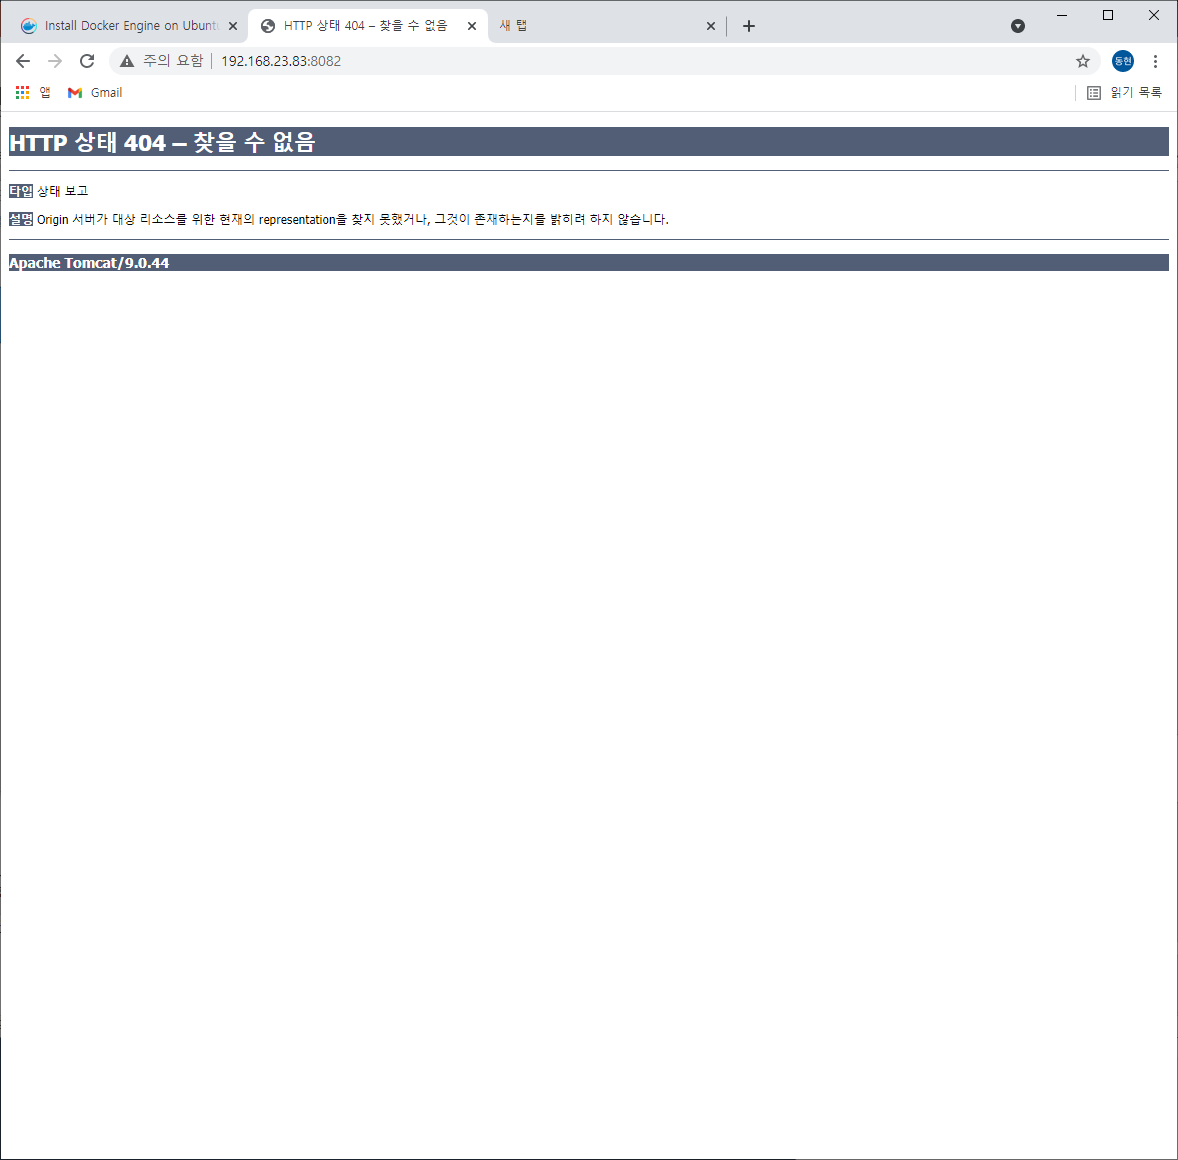 Install Docker Engine on Ubunt
HTTP 상태 404 – 찾을 수 없음
새 탭
주의 요함
192.168.23.83:8082
동현
앱
Gmail
읽기 목록
HTTP 상태 404 – 찾을 수 없음
타입 상태 보고
설명 Origin 서버가 대상 리소스를 위한 현재의 representation을 찾지 못했거나, 그것이 존재하는지를 밝히려 하지 않습니다.
Apache Tomcat/9.0.44